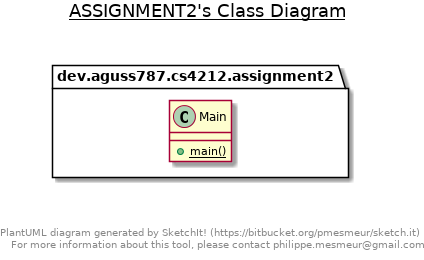 ASSIGNMENT2's Class Diagram
dev.aguss787.cs4212.assignment2
C Main
main()
PlantUML diagram generated by SketchIt! (https://bitbucket.org/pmesmeur/sketch.it)
For more information about this tool, please contact philippe.mesmeur@gmail.com